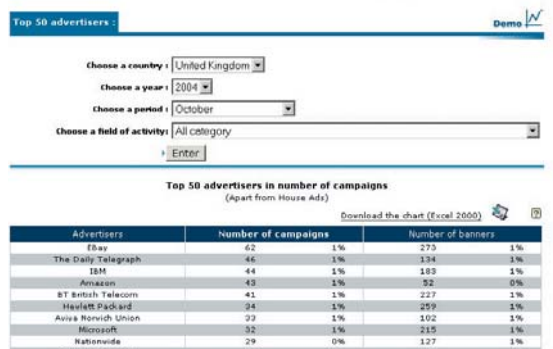 Top 50 advertisers :
Demo
Choose a country : United Kingdom
Choose a year : 2004
Choose a period : October
Choose a field of activity: All category
Enter
Top 50 advertisers in number of campaigns
(Apart from House Ads)
Download the chart (Excel 2000)
Advertisers Number of campaigns Number of banners
EBay 62 1% 273 1%
The Daily Telegraph 46 1% 134 1%
IBM 44 1% 183 1%
Amazon 43 1% 52 0%
BT British Telecom 41 1% 227 1%
Hewlett Packard 34 1% 259 1%
Aviva Norwich Union 33 1% 102 1%
Microsoft 32 1% 215 1%
Nationwide 29 0% 127 1%